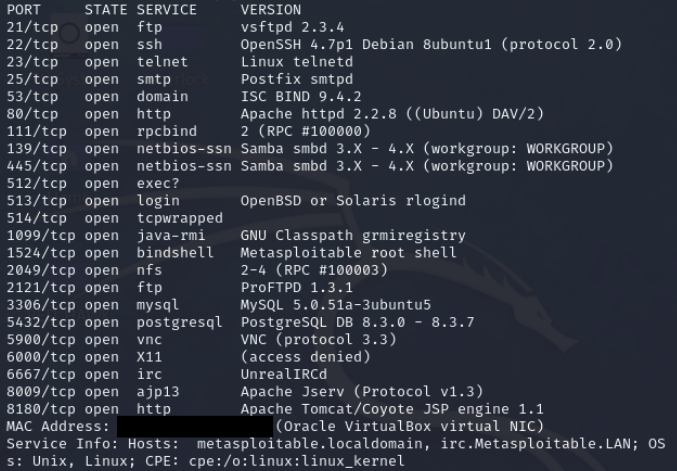 PORT STATE SERVICE VERSION
21/tcp open ftp vsftpd 2.3.4
22/tcp open ssh OpenSSH 4.7p1 Debian 8ubuntu1 (protocol 2.0)
23/tcp open telnet Linux telnetd
25/tcp open smtp Postfix smtpd
53/tcp open domain ISC BIND 9.4.2
80/tcp open http Apache httpd 2.2.8 ((Ubuntu) DAV/2)
111/tcp open rpcbind 2 (RPC #100000)
139/tcp open netbios-ssn Samba smbd 3.X - 4.X (workgroup: WORKGROUP)
445/tcp open netbios-ssn Samba smbd 3.X - 4.X (workgroup: WORKGROUP)
512/tcp open exec?
513/tcp open login OpenBSD or Solaris rlogind
514/tcp open tcpwrapped
1099/tcp open java-rmi GNU Classpath grmiregistry
1524/tcp open bindshell Metasploitable root shell
2049/tcp open nfs 2-4 (RPC #100003)
2121/tcp open ftp ProFTPD 1.3.1
3306/tcp open mysql MySQL 5.0.51a-3ubuntu5
5432/tcp open postgresql PostgreSQL DB 8.3.0 - 8.3.7
5900/tcp open vnc VNC (protocol 3.3)
6000/tcp open X11 (access denied)
6667/tcp open irc UnrealIRCd
8009/tcp open ajp13 Apache Jserv (Protocol v1.3)
8180/tcp open http Apache Tomcat/Coyote JSP engine 1.1
MAC Address: (Oracle VirtualBox virtual NIC)
Service Info: Hosts: metasploitable.localdomain, irc.Metasploitable.LAN; OS
s: Unix, Linux; CPE: cpe:/o:linux:linux_kernel